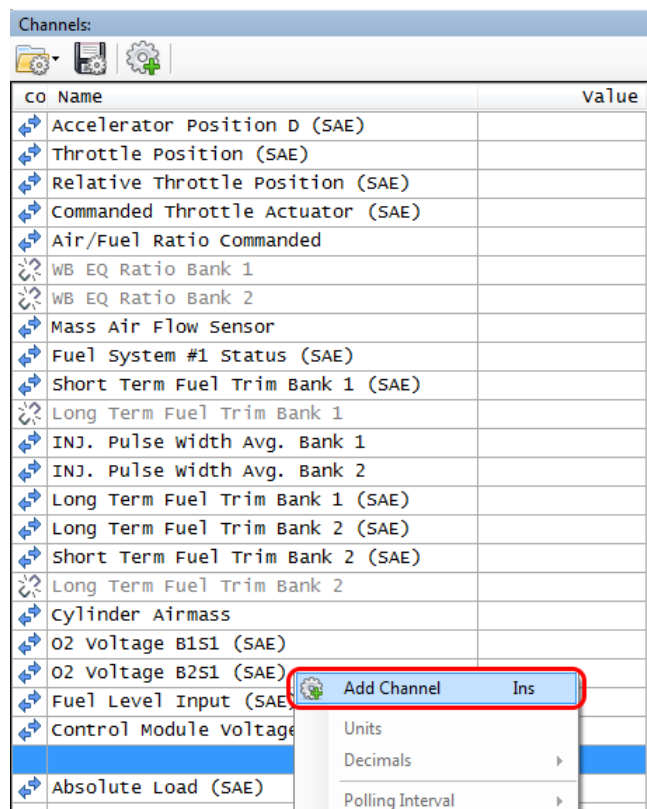 Channels:
co Name Value
Accelerator Position D (SAE)
Throttle Position (SAE)
Relative Throttle Position (SAE)
Commanded Throttle Actuator (SAE)
Air/Fuel Ratio Commanded
WB EQ Ratio Bank 1
WB EQ Ratio Bank 2
Mass Air Flow Sensor
Fuel System #1 Status (SAE)
Short Term Fuel Trim Bank 1 (SAE)
Long Term Fuel Trim Bank 1
INJ. Pulse Width Avg. Bank 1
INJ. Pulse Width Avg. Bank 2
Long Term Fuel Trim Bank 1 (SAE)
Long Term Fuel Trim Bank 2 (SAE)
Short Term Fuel Trim Bank 2 (SAE)
Long Term Fuel Trim Bank 2
Cylinder Airmass
O2 Voltage B1S1 (SAE)
O2 Voltage B2S1 (SAE)
Add Channel Ins
Fuel Level Input (SAE
Control Module Voltage
Units
Decimals
Absolute Load (SAE)
Polling Interval